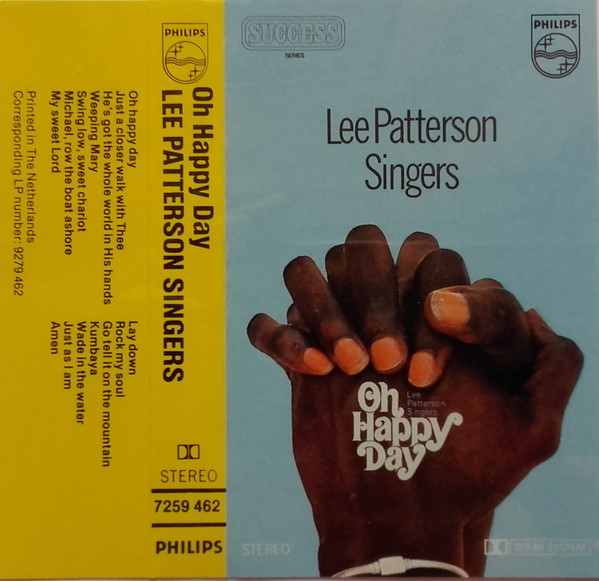 Oh happy day
Just a closer walk with Thee
He's got the whole world in His hands
Weeping Mary
Swing low, sweet chariot
Michael, row the boat ashore
My sweet Lord
Lay down
Rock my soul
Go tell it on the mountain
Kumbaya
Wade in the water
Just as I am
Amen
Printed in The Netherlands
Corresponding LP number: 9279 462
PHILIPS
Oh Happy Day
LEE PATTERSON SINGERS
STEREO
7259 462
PHILIPS
SUCCESS
SERIES
PHILIPS
Lee Patterson
Singers
Oh
Happy
Day
Lee
Patterson
Singers
STEREO
DOLBY SYSTEM